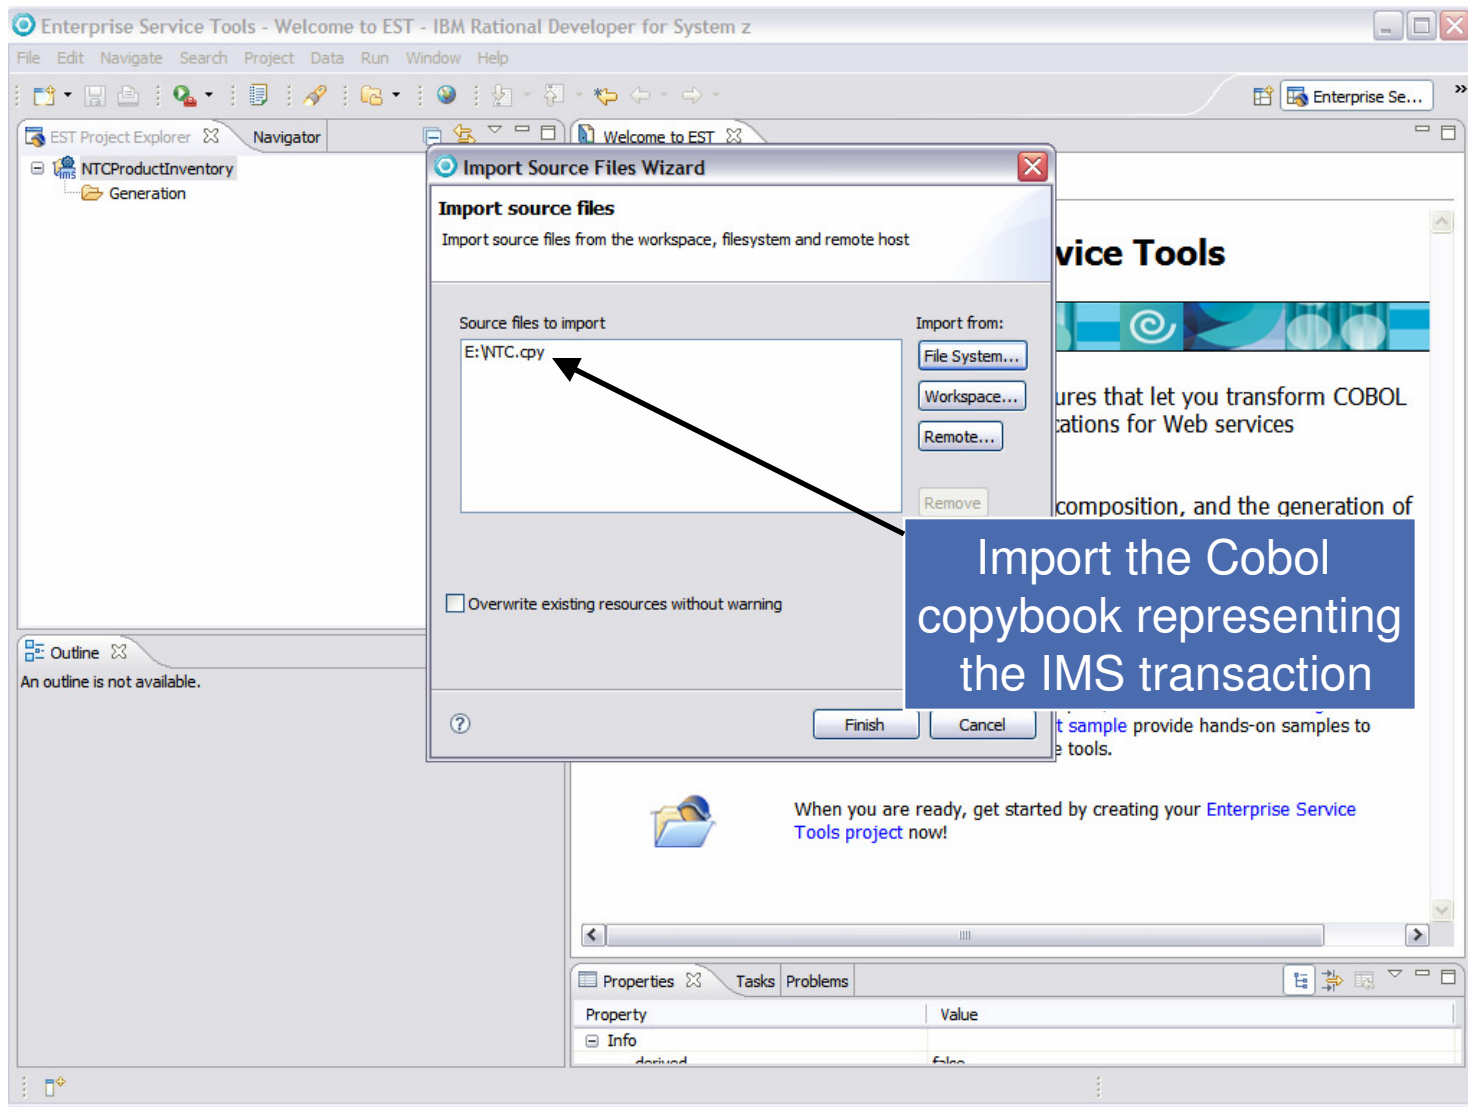 Enterprise Service Tools - Welcome to EST - IBM Rational Developer for System z
File Edit Navigate Search Project Data Run Window Help
Enterprise Se... »
EST Project Explorer Navigator
Welcome to EST
NTCProductInventory
Generation
Import Source Files Wizard
Import source files
Import source files from the workspace, filesystem and remote host
Source files to import
Import from:
E:\NTC.cpy
File System...
Workspace...
Remote...
Remove
Overwrite existing resources without warning
? Finish Cancel
vice Tools
ures that let you transform COBOL
cations for Web services
composition, and the generation of
Import the Cobol
copybook representing
the IMS transaction
t sample provide hands-on samples to
e tools.
When you are ready, get started by creating your Enterprise Service
Tools project now!
Outline
An outline is not available.
Properties Tasks Problems
Property Value
Info
derived false